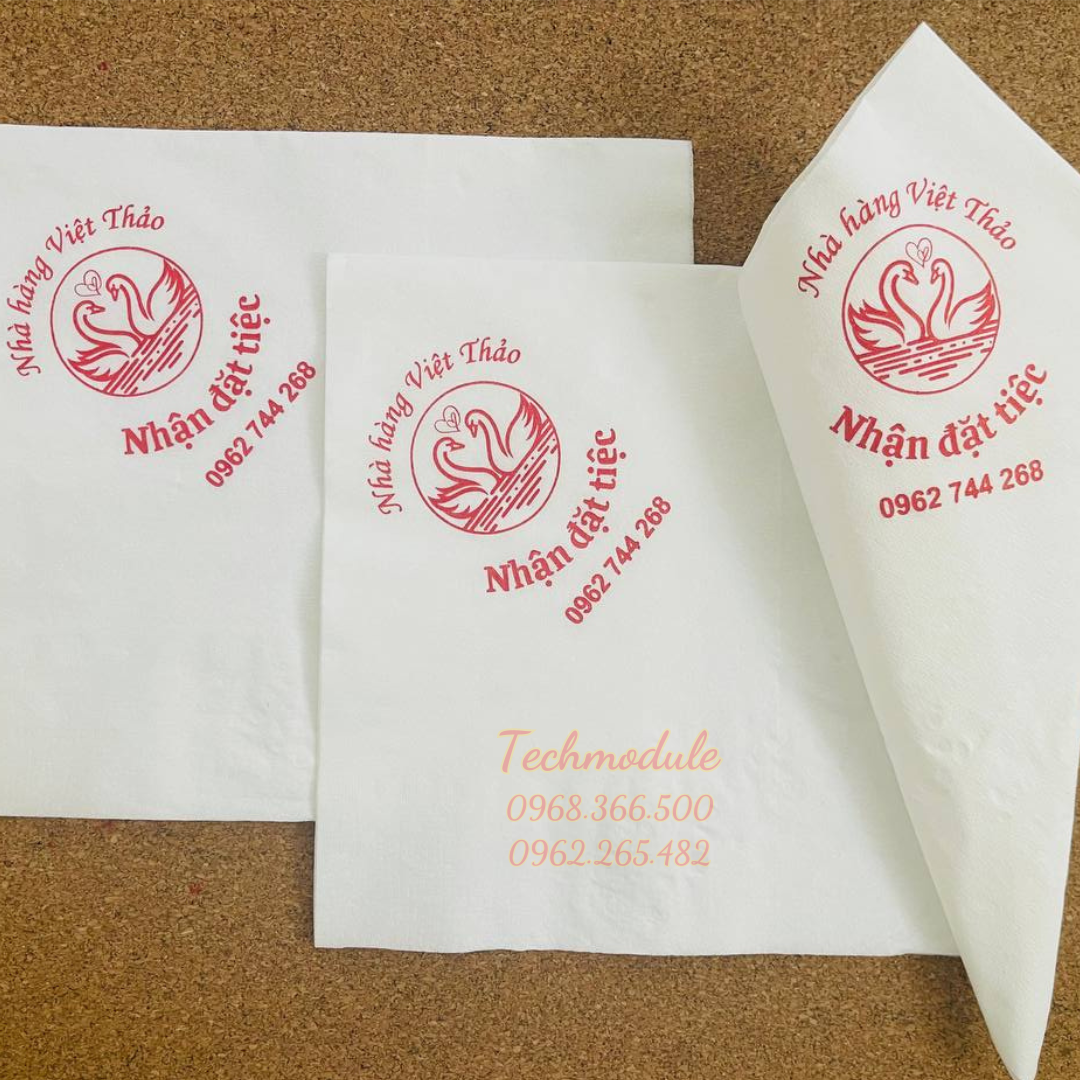 Nhà hàng Việt Thảo
Nhận đặt tiệc
0962 744 268
Nhà hàng Việt Thảo
Nhận đặt tiệc
0962 744 268
Nhà hàng Việt Thảo
Nhận đặt tiệc
0962 744 268
Techmodule
0968.366.500
0962.265.482